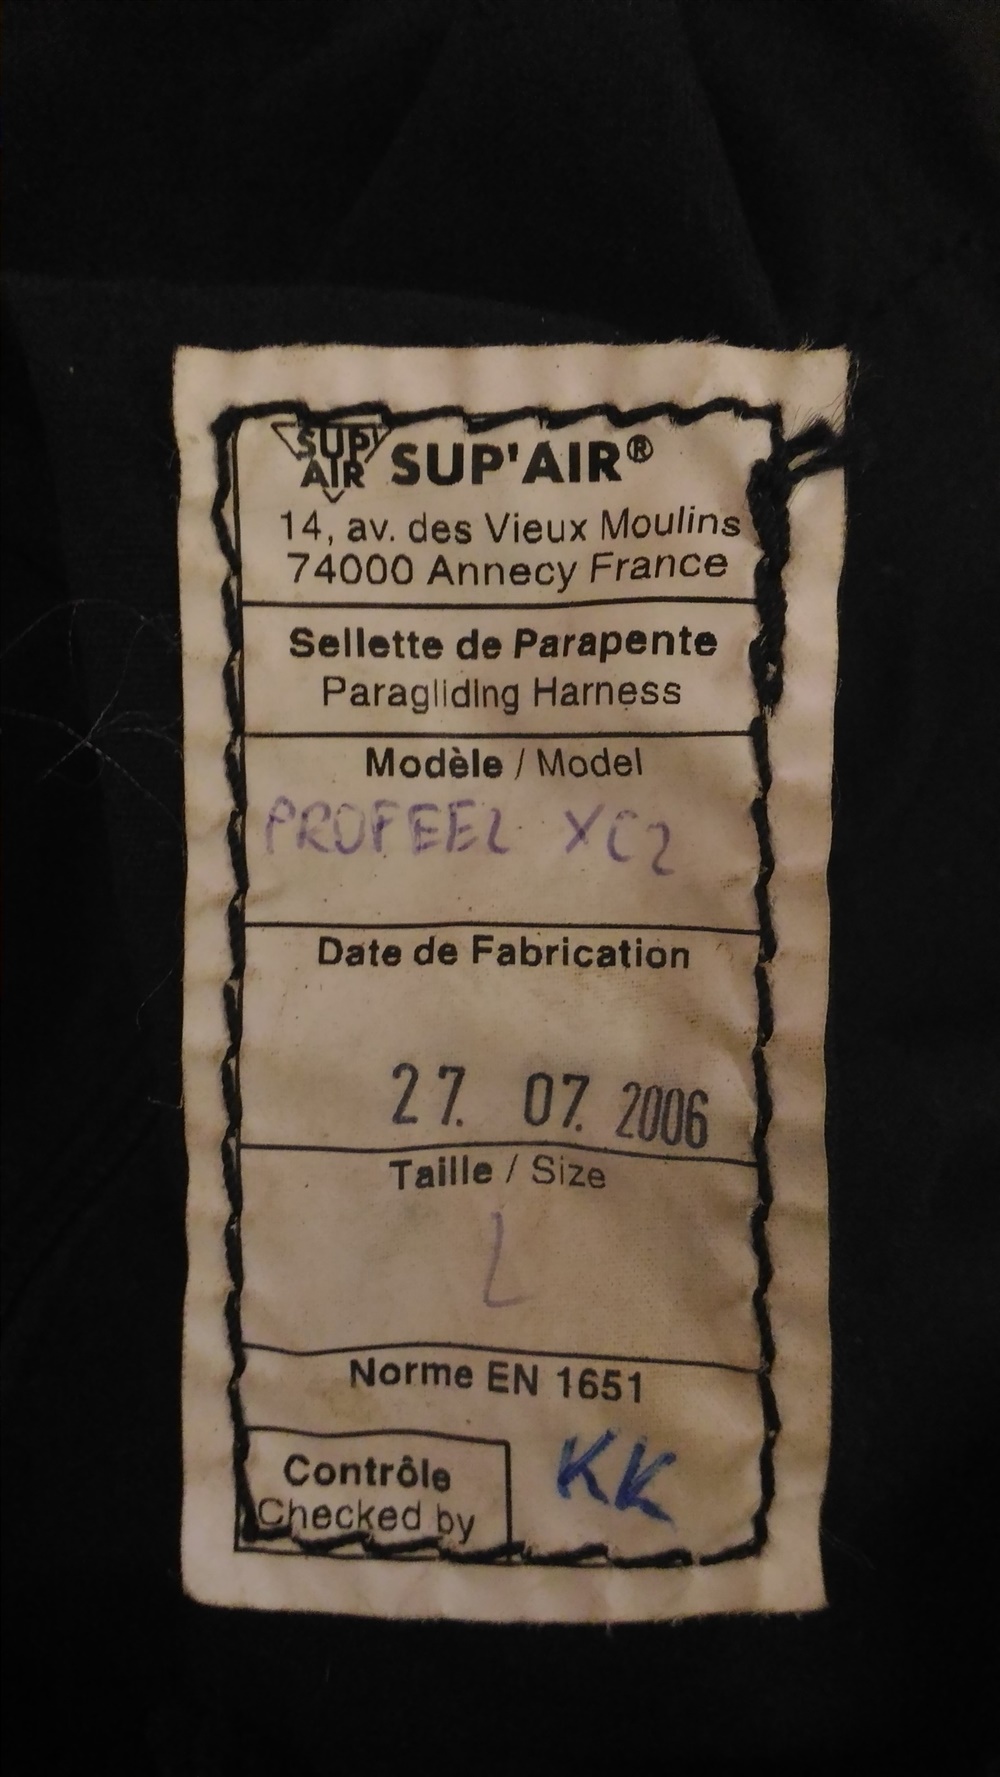 SUP'
AIR SUP'AIR®
14, av. des Vieux Moulins
74000 Annecy France
Sellette de Parapente
Paragliding Harness
Modèle / Model
PROFEEL XC2
Date de Fabrication
27. 07. 2006
Taille / Size
L
Norme EN 1651
Contrôle
Checked by
KK